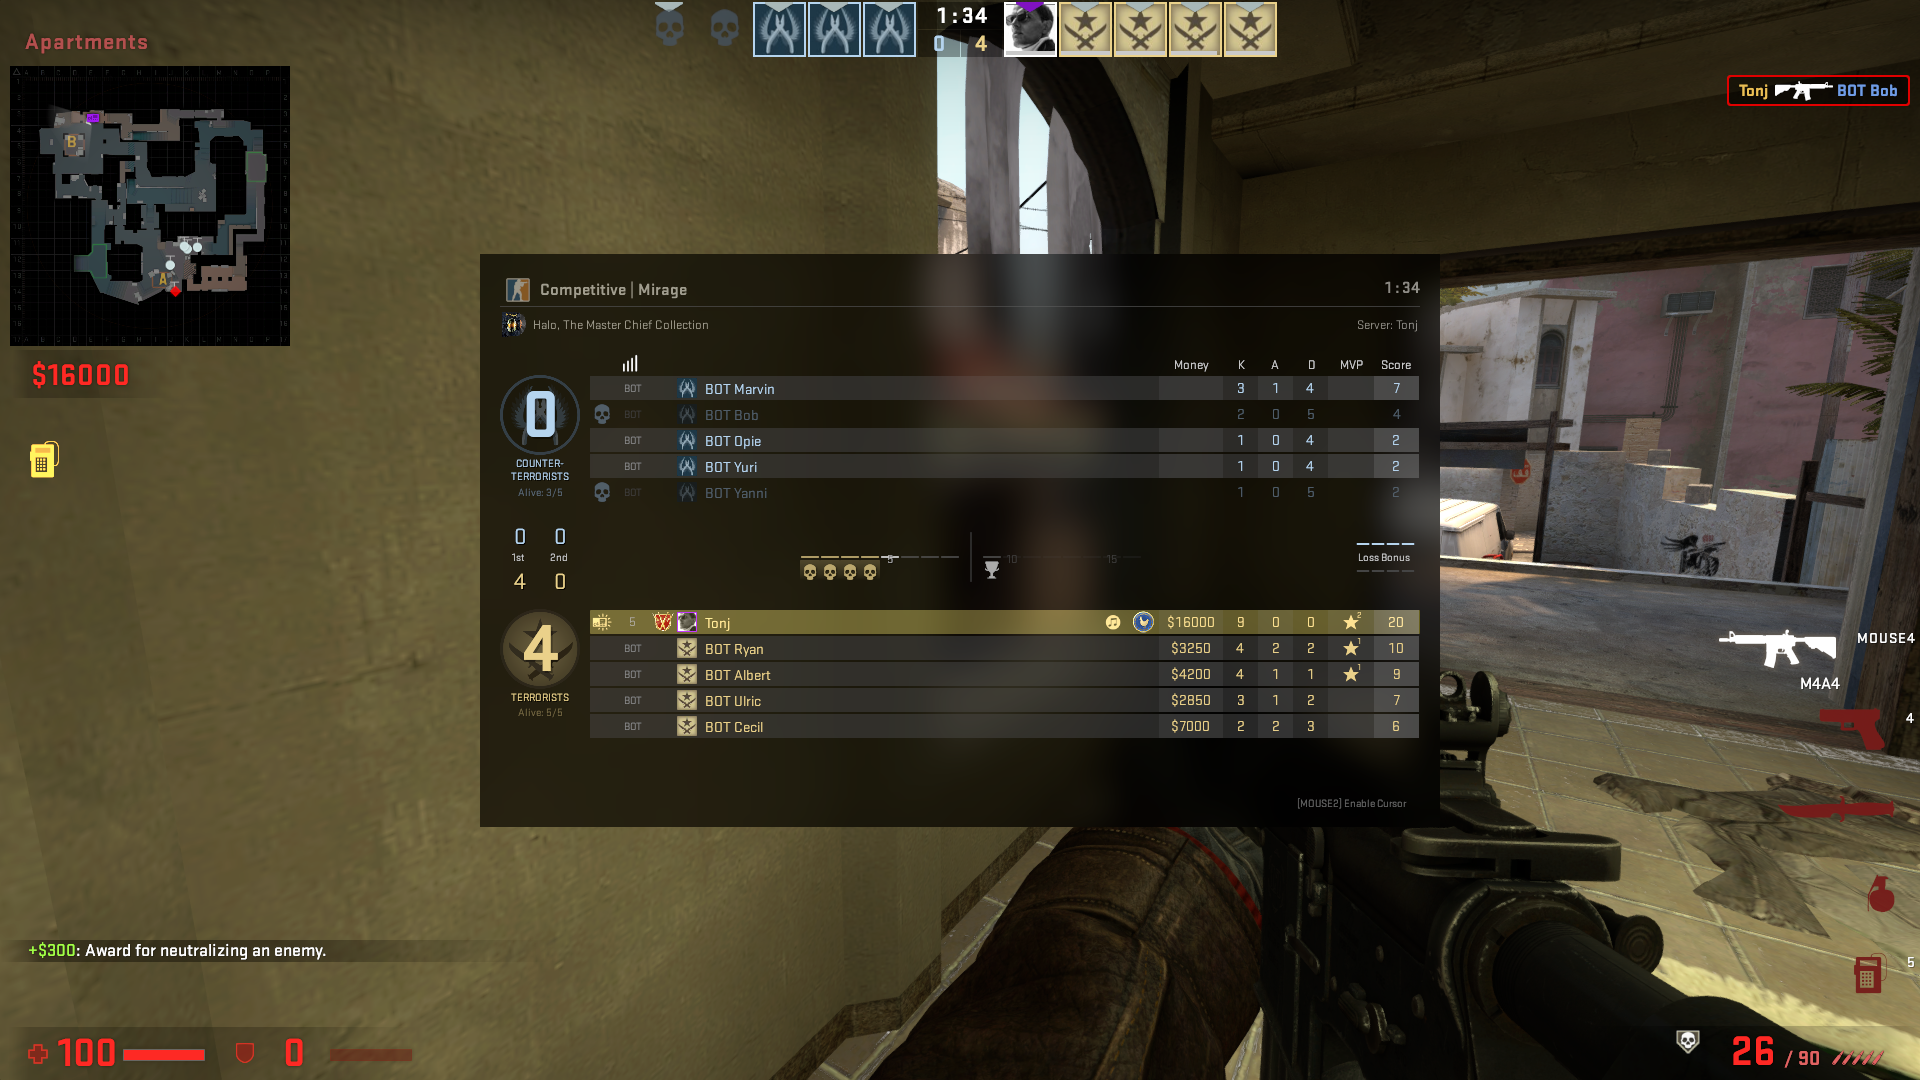 1:34
0 4
Apartments
Tonj BOT Bob
B
A
$16000
Competitive | Mirage 1:34
Halo, The Master Chief Collection Server: Tonj
Money K A D MVP Score
0
BOT BOT Marvin 3 1 4 7
BOT BOT Bob 2 0 5 4
BOT BOT Opie 1 0 4 2
BOT BOT Yuri 1 0 4 2
BOT BOT Yanni 1 0 5 2
COUNTER-
TERRORISTS
Alive: 3/5
0 0
1st 2nd
4 0
5 10 15
Loss Bonus
4
TERRORISTS
Alive: 5/5
5 Tonj $16000 9 0 0 2 20
BOT BOT Ryan $3250 4 2 2 1 10
BOT BOT Albert $4200 4 1 1 1 9
BOT BOT Ulric $2850 3 1 2 7
BOT BOT Cecil $7000 2 2 3 6
[MOUSE2] Enable Cursor
MOUSE4
M4A4
4
5
+$300: Award for neutralizing an enemy.
100 0
26 / 90